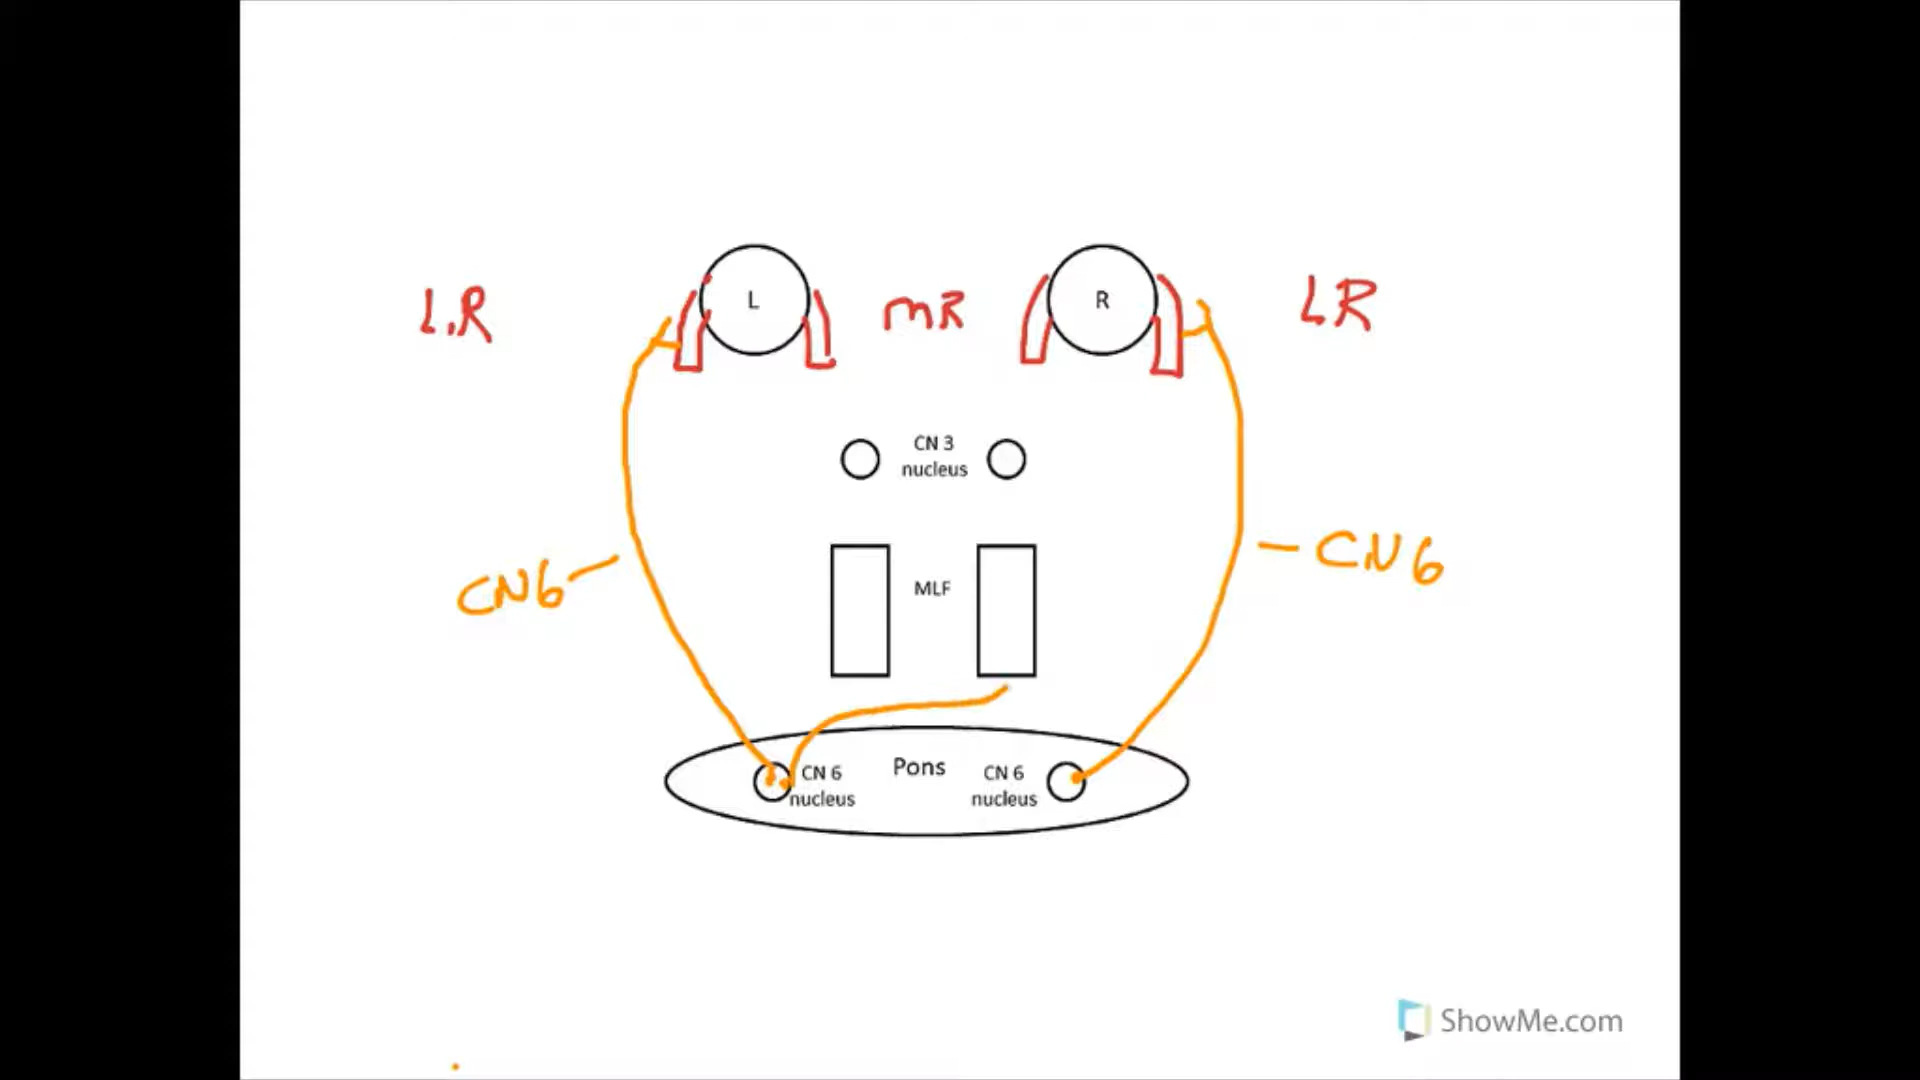 L.R
L
mR
R
LR
CN 3
nucleus
CN6
MLF
CN6
Pons
CN 6
nucleus
CN 6
nucleus
ShowMe.com